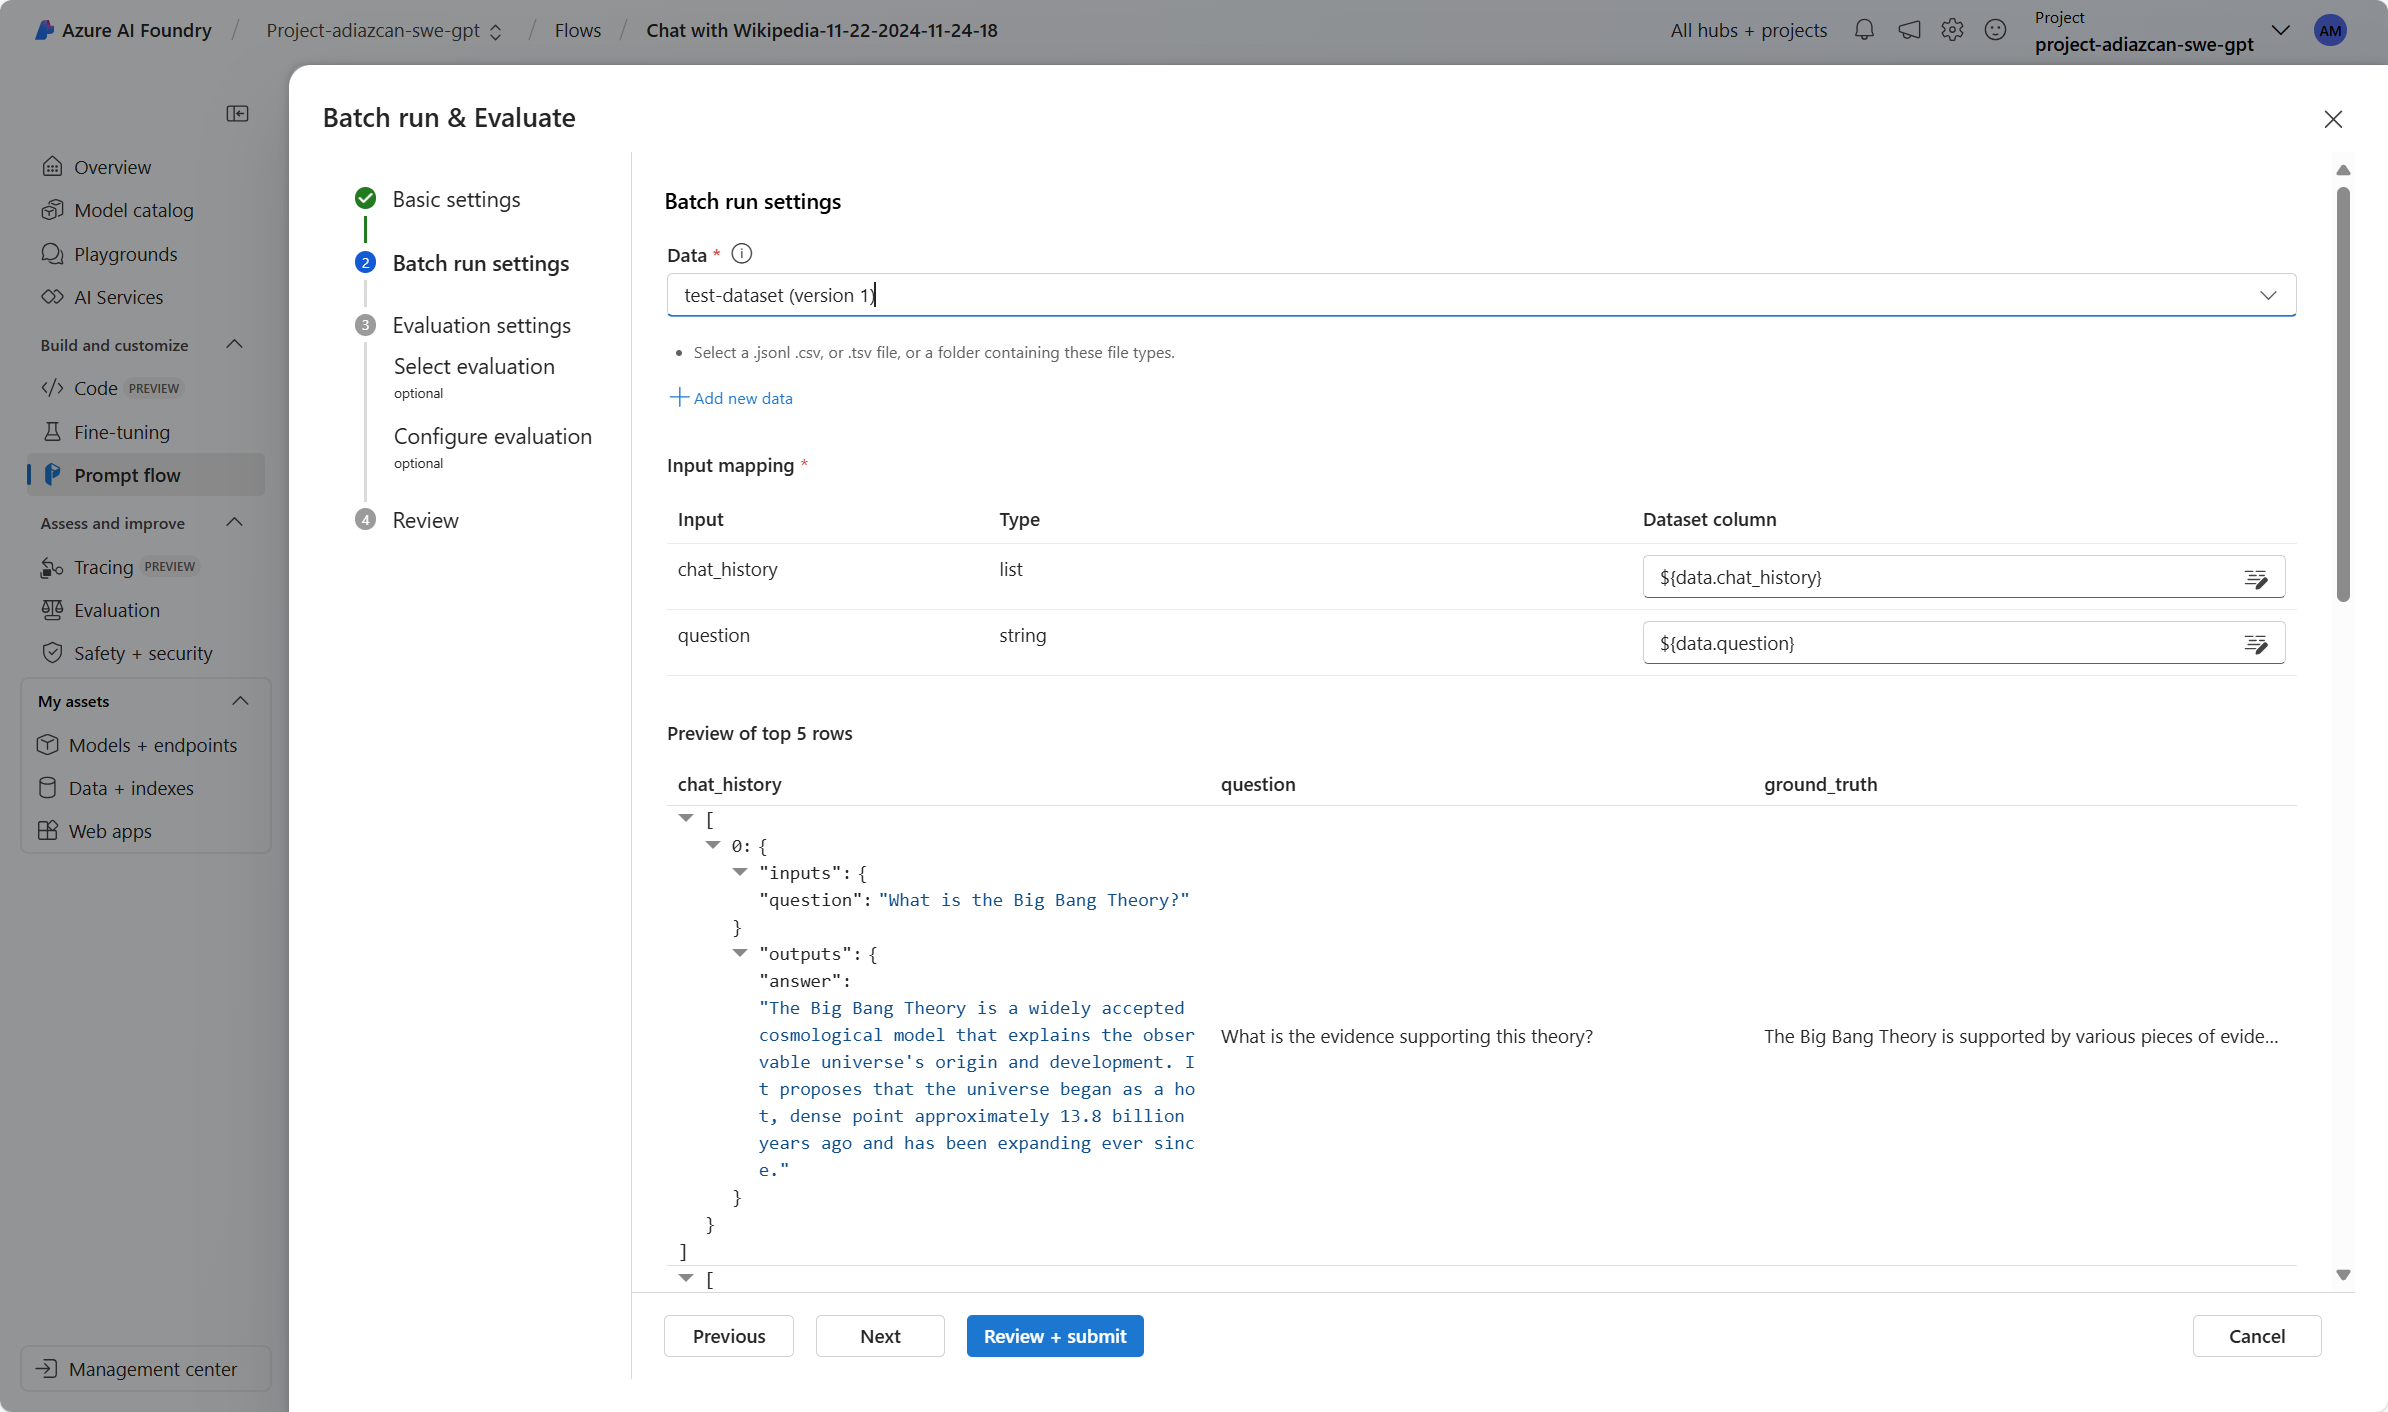 Azure AI Foundry / Project-adiazcan-swe-gpt / Flows / Chat with Wikipedia-11-22-2024-11-24-18
All hubs + projects
Project
project-adiazcan-swe-gpt
AM
Overview
Model catalog
Playgrounds
AI Services
Build and customize
Code PREVIEW
Fine-tuning
Prompt flow
Assess and improve
Tracing PREVIEW
Evaluation
Safety + security
My assets
Models + endpoints
Data + indexes
Web apps
Management center
Batch run & Evaluate
Basic settings
2 Batch run settings
3 Evaluation settings
Select evaluation
optional
Configure evaluation
optional
4 Review
Batch run settings
Data *
test-dataset (version 1)
• Select a .jsonl .csv, or .tsv file, or a folder containing these file types.
Add new data
Input mapping *
Input Type Dataset column
chat_history list ${data.chat_history}
question string ${data.question}
Preview of top 5 rows
chat_history question ground_truth
[
0: {
"inputs": {
"question": "What is the Big Bang Theory?"
}
"outputs": {
"answer":
"The Big Bang Theory is a widely accepted
cosmological model that explains the obser
vable universe's origin and development. I
t proposes that the universe began as a ho
t, dense point approximately 13.8 billion
years ago and has been expanding ever sinc
e."
}
}
]
What is the evidence supporting this theory?
The Big Bang Theory is supported by various pieces of evide...
[
Previous
Next
Review + submit
Cancel